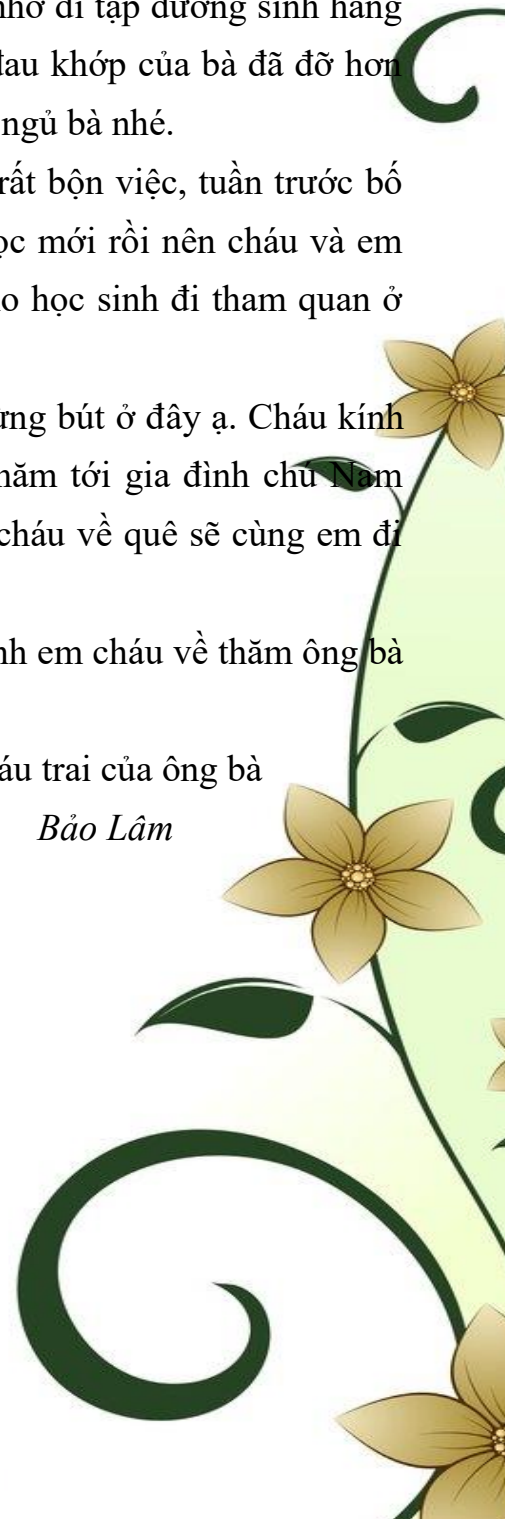 nhờ đi tập dưỡng sinh hàng
đau khớp của bà đã đỡ hơn
ngủ bà nhé.
rất bộn việc, tuần trước bố
ọc mới rồi nên cháu và em
o học sinh đi tham quan ở
ừng bút ở đây ạ. Cháu kính
hăm tới gia đình chú Nam
cháu về quê sẽ cùng em đi
nh em cháu về thăm ông bà
áu trai của ông bà
Bảo Lâm